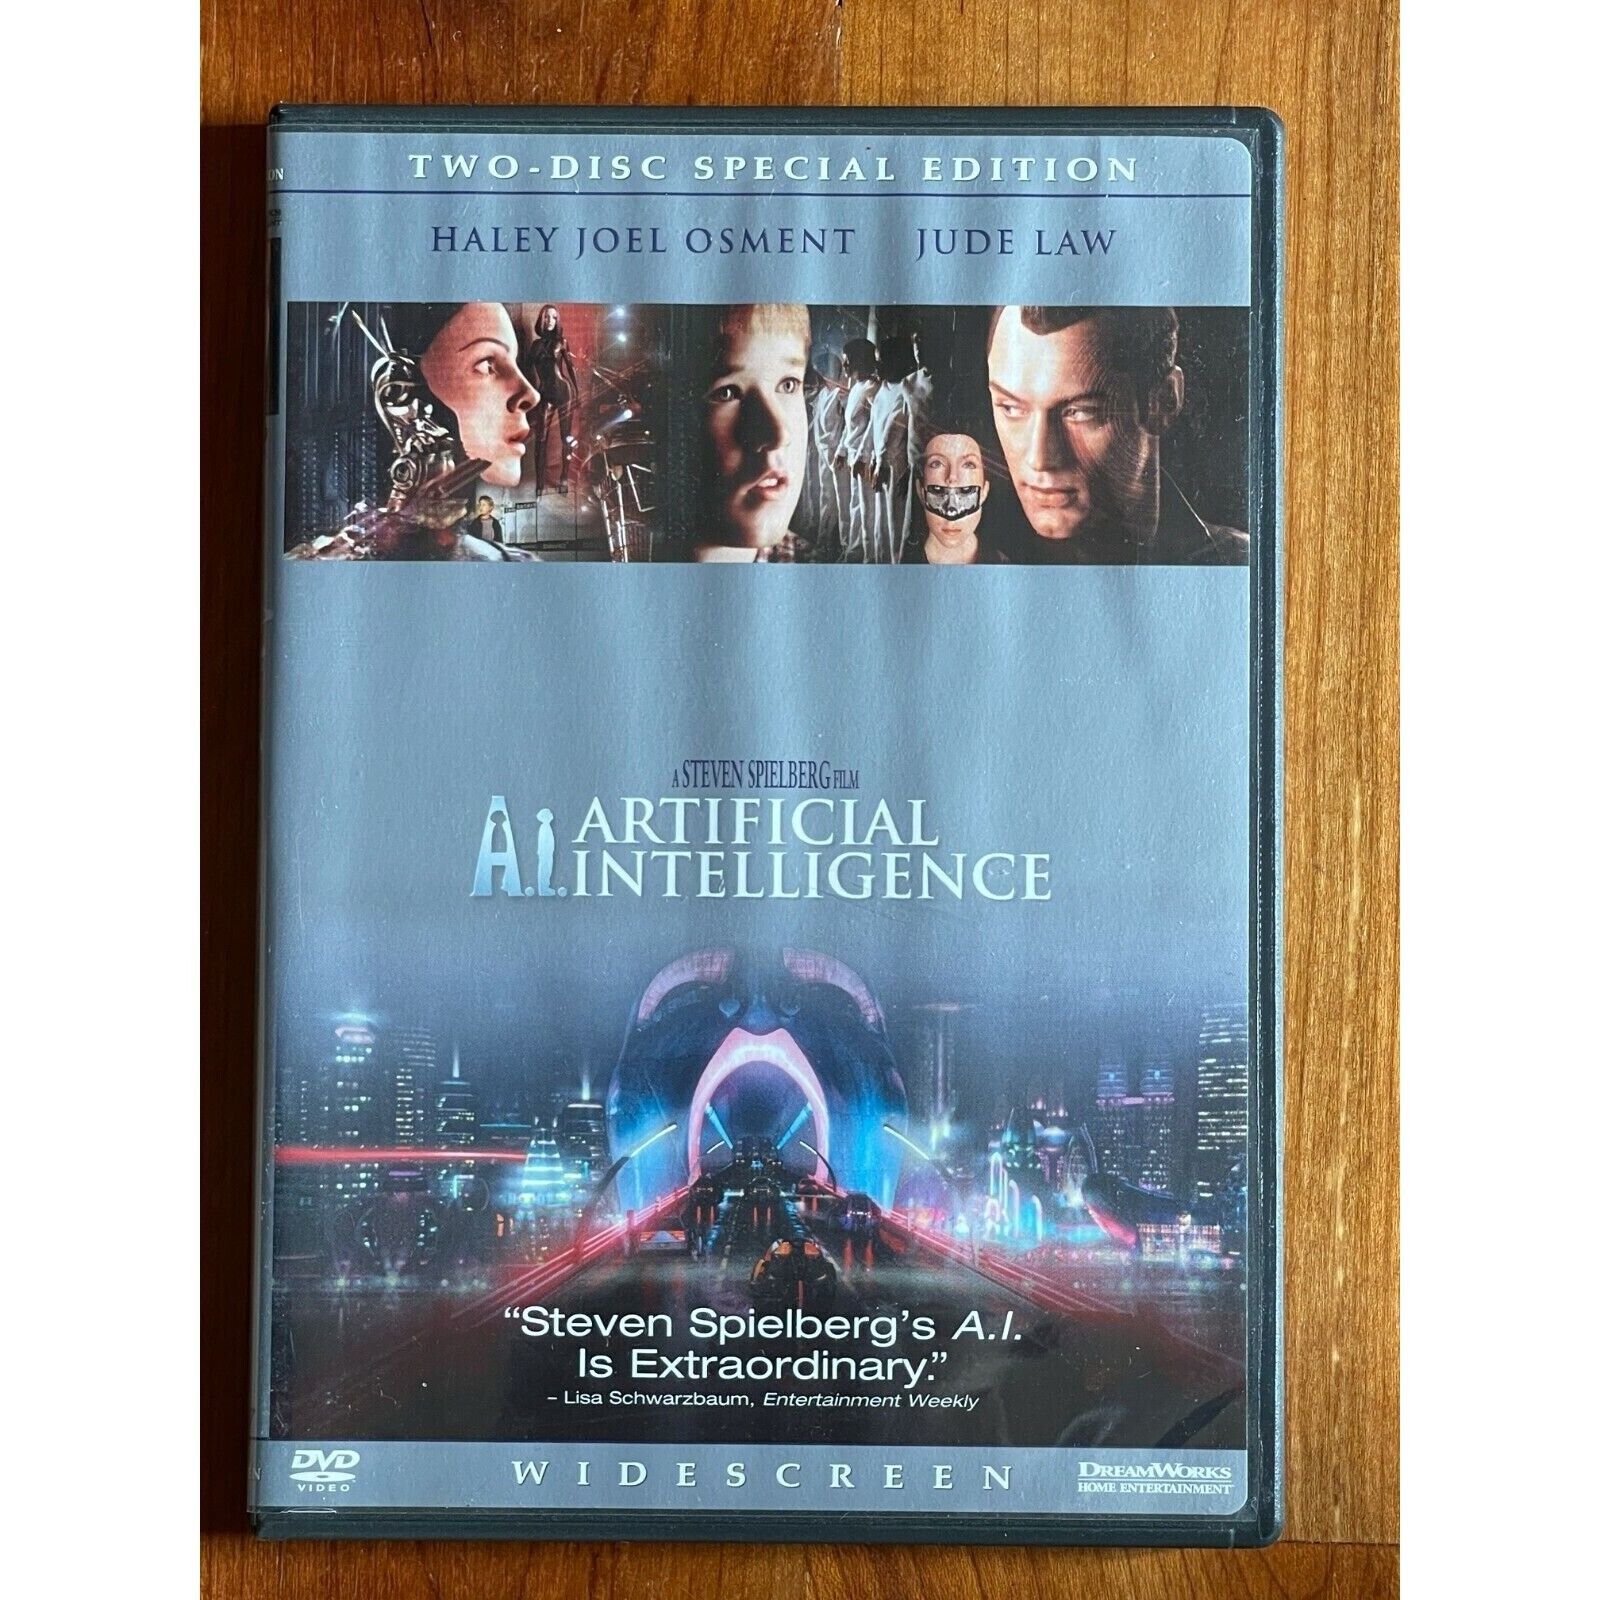 TWO-DISC SPECIAL EDITION
HALEY JOEL OSMENT JUDE LAW
A STEVEN SPIELBERG FILM
A.I. ARTIFICIAL
INTELLIGENCE
“Steven Spielberg’s A.I.
Is Extraordinary.”
– Lisa Schwarzbaum, Entertainment Weekly
DVD
VIDEO
WIDESCREEN
DREAMWORKS
HOME ENTERTAINMENT